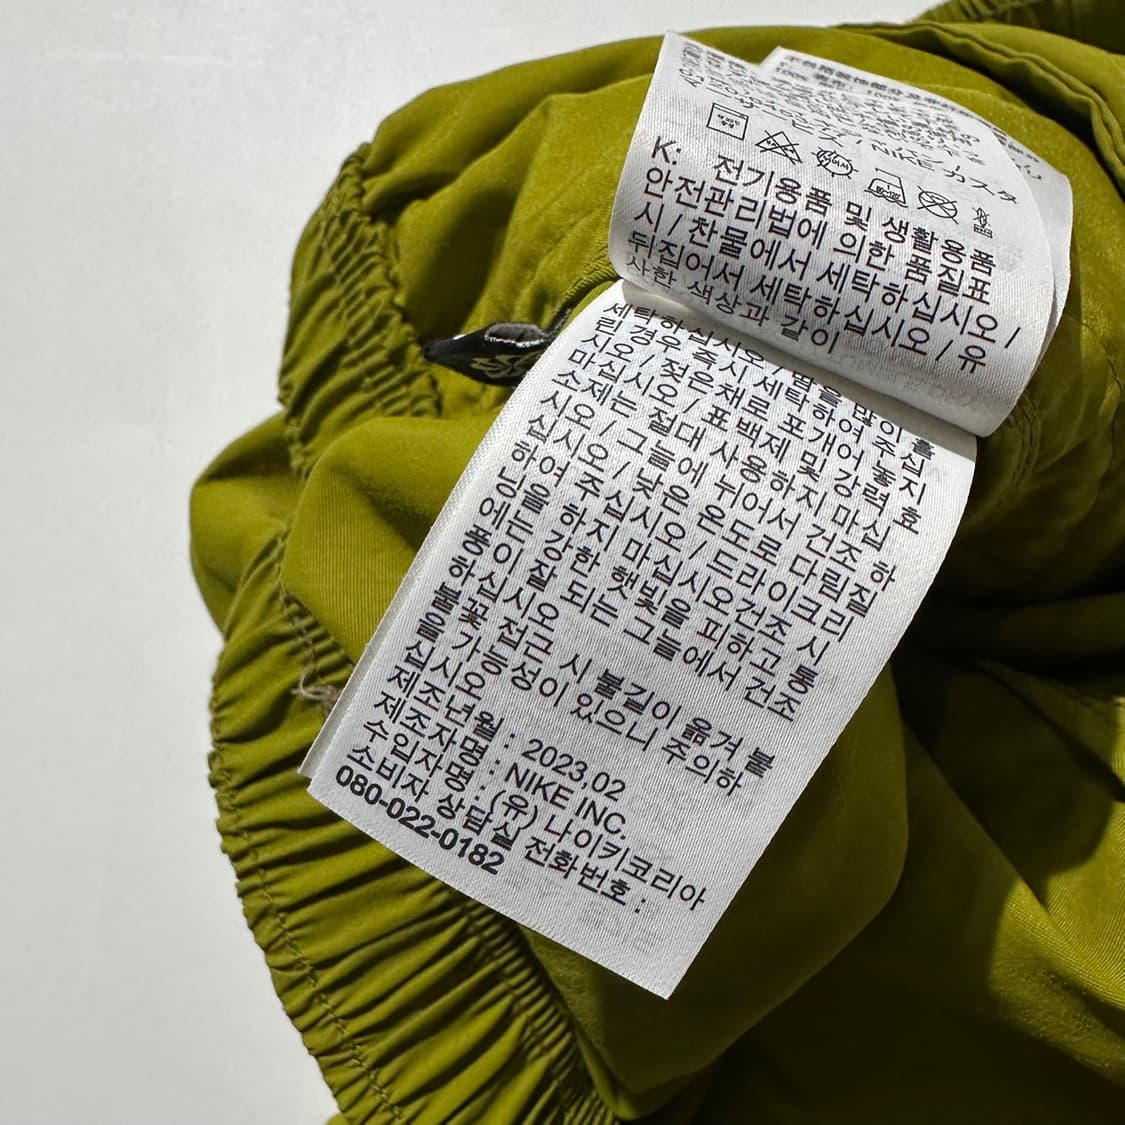 サービス / NIKE カスタ
K: 전기용품 및 생활용품
안전관리법에 의한 품질표
시 / 찬물에서 세탁하십시오 /
뒤집어서 세탁하십시오 / 유
사한 색상과 같이
세탁하십시오 / 땀을 많이 흘
린 경우 즉시 세탁하여 주십
시오 / 젖은채로 포개어 놓지
마십시오 / 표백제 및 강력 효
소제는 절대 사용하지 마십
시오 / 그늘에 뉘어서 건조 하
십시오 / 낮은 온도로 다림질
하여 주십시오 / 드라이크리
닝을 하지 마십시오건조 시
에는 강한 햇빛을 피하고 통
풍이 잘 되는 그늘에서 건조
하십시오
불꽃 접근 시 불길이 옮겨 붙
을 가능성이 있으니 주의하
십시오
제조년월 : 2023.02
제조자명 : NIKE INC.
수입자명 : (유) 나이키코리아
소비자 상담실 전화번호 :
080-022-0182